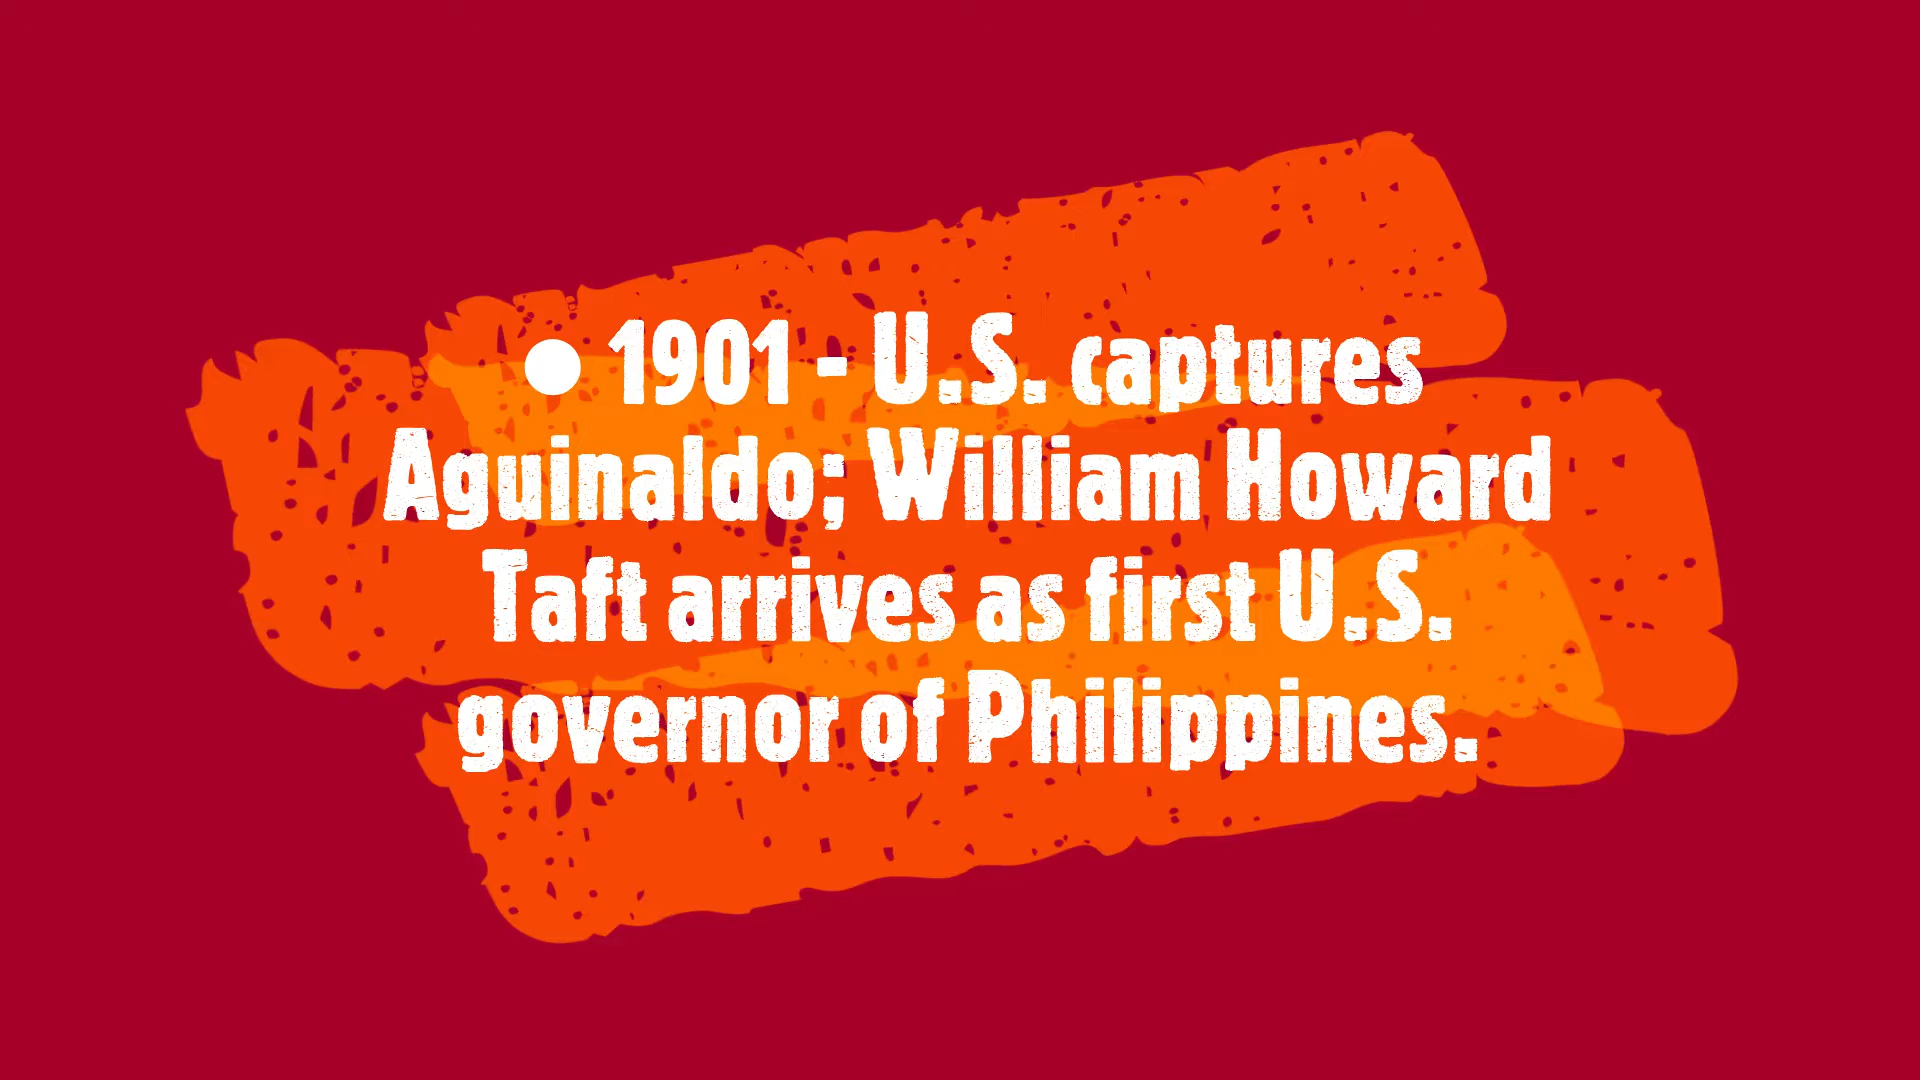 ● 1901 - U.S. captures
Aguinaldo; William Howard
Taft arrives as first U.S.
governor of Philippines.